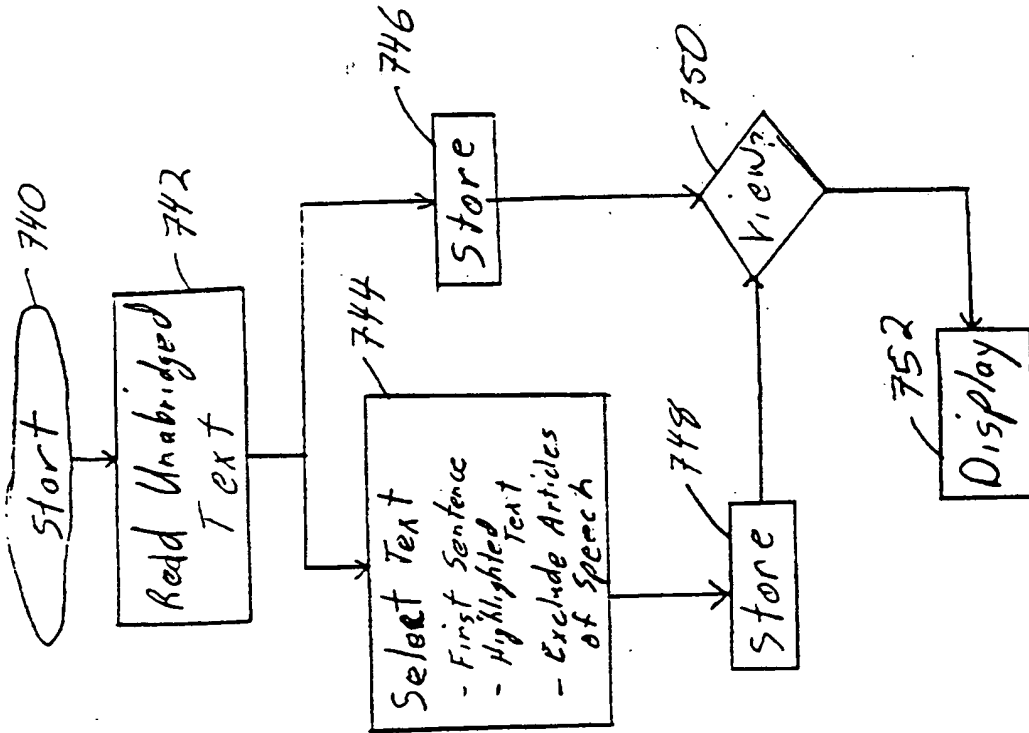 Start
740
Read Unabridged
Text
742
Select Text
- First Sentence
- Highlighted
Text
- Exclude Articles
of Speech
744
Store
746
Store
748
View?
750
Display
752